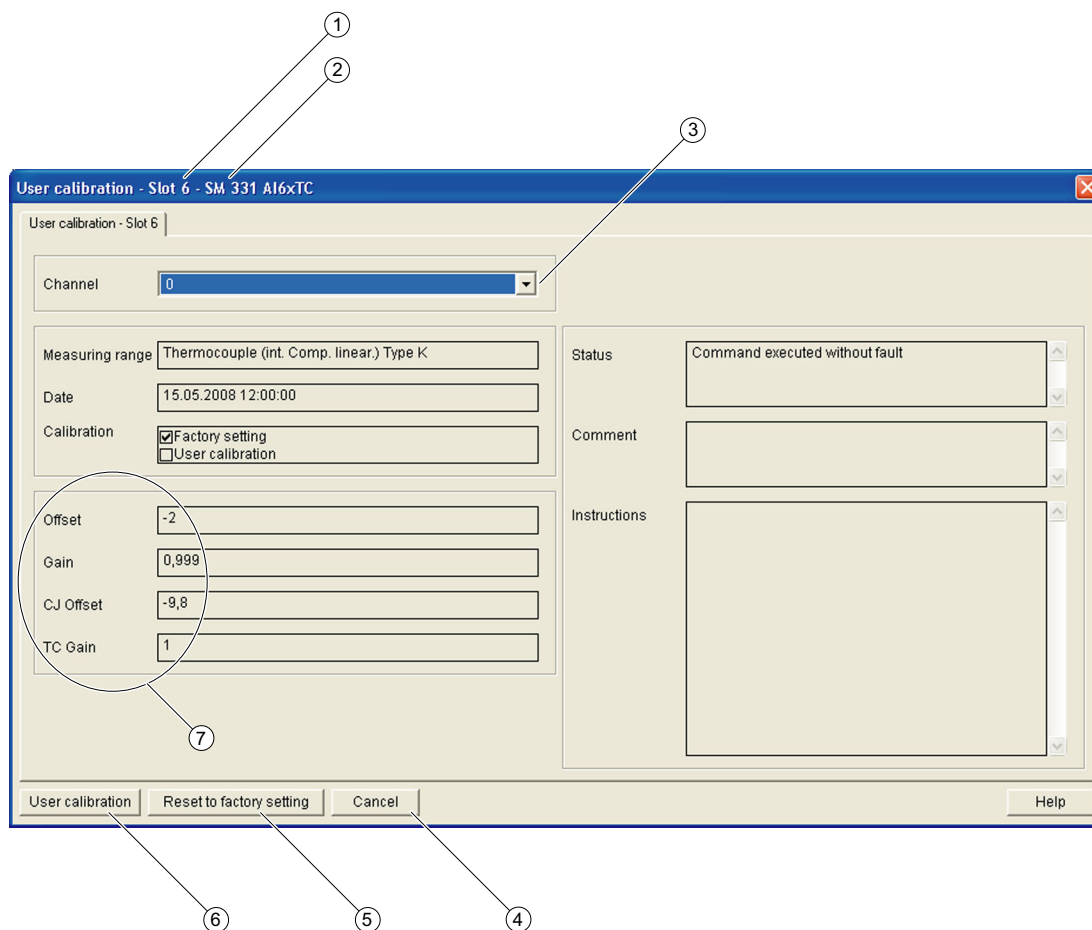 1
2
3
User calibration - Slot 6 - SM 331 AI6xTC
User calibration - Slot 6
Channel
0
Measuring range
Thermocouple (int. Comp. linear.) Type K
Date
15.05.2008 12:00:00
Calibration
Factory setting
User calibration
Offset
-2
Gain
0,999
CJ Offset
-9,8
TC Gain
1
Status
Command executed without fault
Comment
Instructions
7
User calibration
Reset to factory setting
Cancel
Help
6
5
4